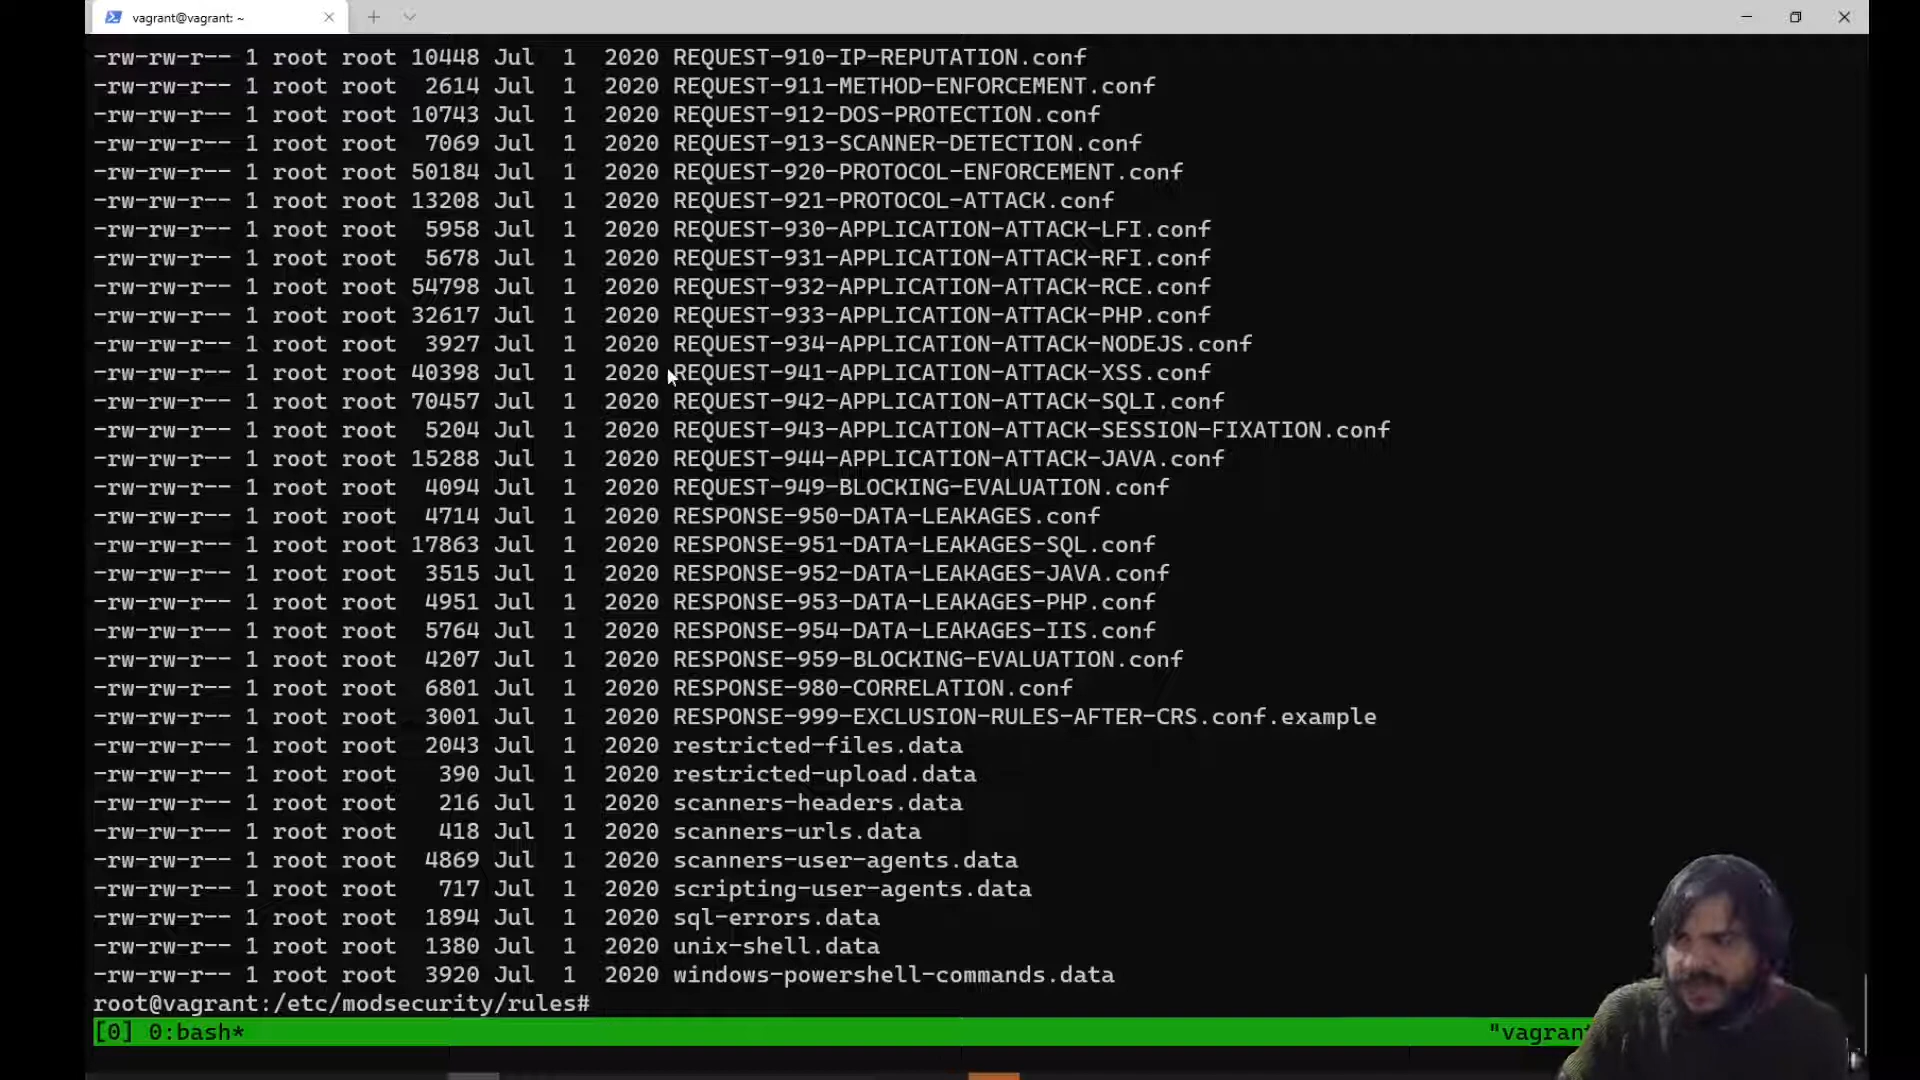 vagrant@vagrant: ~
-rw-rw-r-- 1 root root 10448 Jul  1  2020 REQUEST-910-IP-REPUTATION.conf
-rw-rw-r-- 1 root root  2614 Jul  1  2020 REQUEST-911-METHOD-ENFORCEMENT.conf
-rw-rw-r-- 1 root root 10743 Jul  1  2020 REQUEST-912-DOS-PROTECTION.conf
-rw-rw-r-- 1 root root  7069 Jul  1  2020 REQUEST-913-SCANNER-DETECTION.conf
-rw-rw-r-- 1 root root 50184 Jul  1  2020 REQUEST-920-PROTOCOL-ENFORCEMENT.conf
-rw-rw-r-- 1 root root 13208 Jul  1  2020 REQUEST-921-PROTOCOL-ATTACK.conf
-rw-rw-r-- 1 root root  5958 Jul  1  2020 REQUEST-930-APPLICATION-ATTACK-LFI.conf
-rw-rw-r-- 1 root root  5678 Jul  1  2020 REQUEST-931-APPLICATION-ATTACK-RFI.conf
-rw-rw-r-- 1 root root 54798 Jul  1  2020 REQUEST-932-APPLICATION-ATTACK-RCE.conf
-rw-rw-r-- 1 root root 32617 Jul  1  2020 REQUEST-933-APPLICATION-ATTACK-PHP.conf
-rw-rw-r-- 1 root root  3927 Jul  1  2020 REQUEST-934-APPLICATION-ATTACK-NODEJS.conf
-rw-rw-r-- 1 root root 40398 Jul  1  2020 REQUEST-941-APPLICATION-ATTACK-XSS.conf
-rw-rw-r-- 1 root root 70457 Jul  1  2020 REQUEST-942-APPLICATION-ATTACK-SQLI.conf
-rw-rw-r-- 1 root root  5204 Jul  1  2020 REQUEST-943-APPLICATION-ATTACK-SESSION-FIXATION.conf
-rw-rw-r-- 1 root root 15288 Jul  1  2020 REQUEST-944-APPLICATION-ATTACK-JAVA.conf
-rw-rw-r-- 1 root root  4094 Jul  1  2020 REQUEST-949-BLOCKING-EVALUATION.conf
-rw-rw-r-- 1 root root  4714 Jul  1  2020 RESPONSE-950-DATA-LEAKAGES.conf
-rw-rw-r-- 1 root root 17863 Jul  1  2020 RESPONSE-951-DATA-LEAKAGES-SQL.conf
-rw-rw-r-- 1 root root  3515 Jul  1  2020 RESPONSE-952-DATA-LEAKAGES-JAVA.conf
-rw-rw-r-- 1 root root  4951 Jul  1  2020 RESPONSE-953-DATA-LEAKAGES-PHP.conf
-rw-rw-r-- 1 root root  5764 Jul  1  2020 RESPONSE-954-DATA-LEAKAGES-IIS.conf
-rw-rw-r-- 1 root root  4207 Jul  1  2020 RESPONSE-959-BLOCKING-EVALUATION.conf
-rw-rw-r-- 1 root root  6801 Jul  1  2020 RESPONSE-980-CORRELATION.conf
-rw-rw-r-- 1 root root  3001 Jul  1  2020 RESPONSE-999-EXCLUSION-RULES-AFTER-CRS.conf.example
-rw-rw-r-- 1 root root  2043 Jul  1  2020 restricted-files.data
-rw-rw-r-- 1 root root   390 Jul  1  2020 restricted-upload.data
-rw-rw-r-- 1 root root   216 Jul  1  2020 scanners-headers.data
-rw-rw-r-- 1 root root   418 Jul  1  2020 scanners-urls.data
-rw-rw-r-- 1 root root  4869 Jul  1  2020 scanners-user-agents.data
-rw-rw-r-- 1 root root   717 Jul  1  2020 scripting-user-agents.data
-rw-rw-r-- 1 root root  1894 Jul  1  2020 sql-errors.data
-rw-rw-r-- 1 root root  1380 Jul  1  2020 unix-shell.data
-rw-rw-r-- 1 root root  3920 Jul  1  2020 windows-powershell-commands.data
root@vagrant:/etc/modsecurity/rules#
[0] 0:bash* "vagran